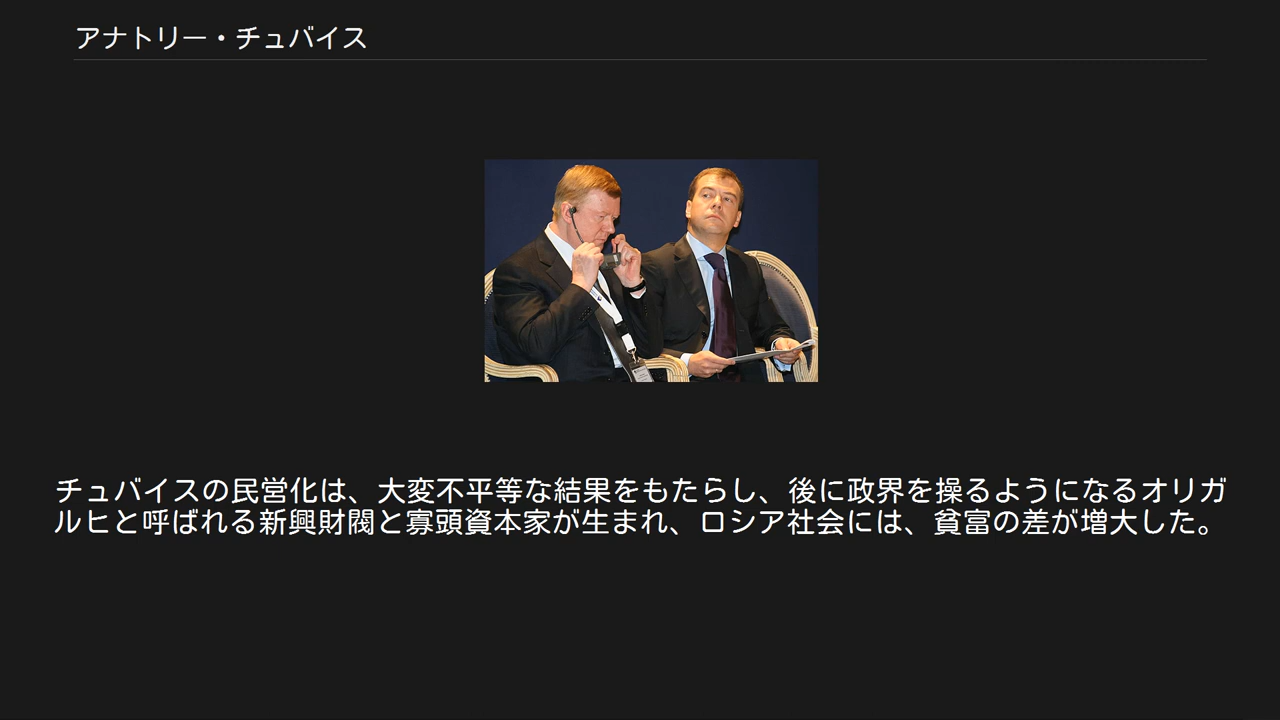 アナトリー・チュバイス
チュバイスの民営化は、大変不平等な結果をもたらし、後に政界を操るようになるオリガ
ルヒと呼ばれる新興財閥と寡頭資本家が生まれ、ロシア社会には、貧富の差が増大した。